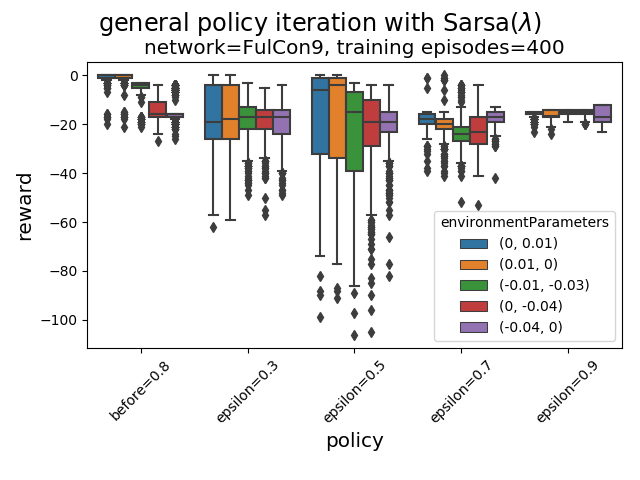 general policy iteration with Sarsa(λ)
network=FulCon9, training episodes=400
reward
0
−20
−40
−60
−80
−100
environmentParameters
(0, 0.01)
(0.01, 0)
(-0.01, -0.03)
(0, -0.04)
(-0.04, 0)
before=0.8
epsilon=0.3
epsilon=0.5
epsilon=0.7
epsilon=0.9
policy